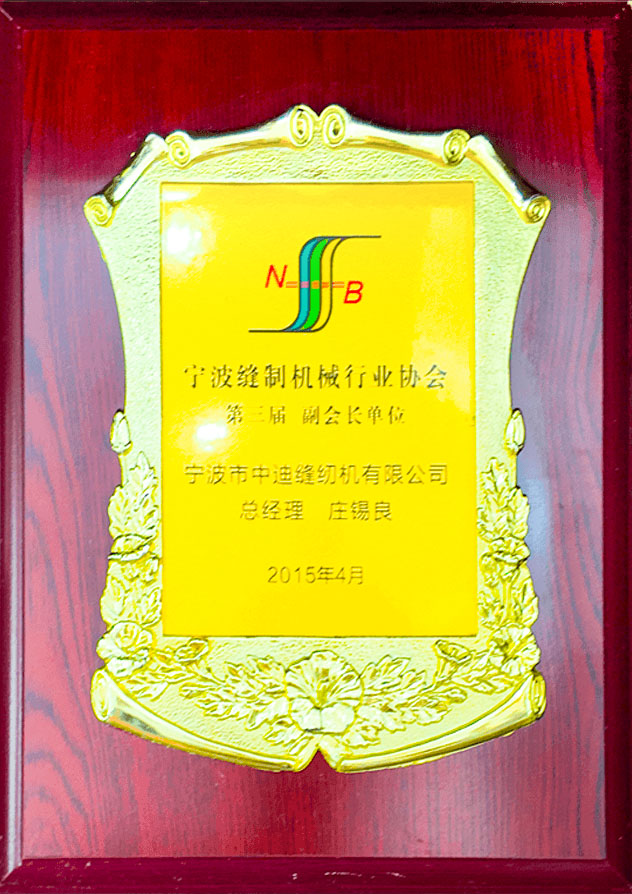 N B
宁波缝制机械行业协会
第三届 副会长单位
宁波市中迪缝纫机有限公司
总经理 庄锡良
2015年4月